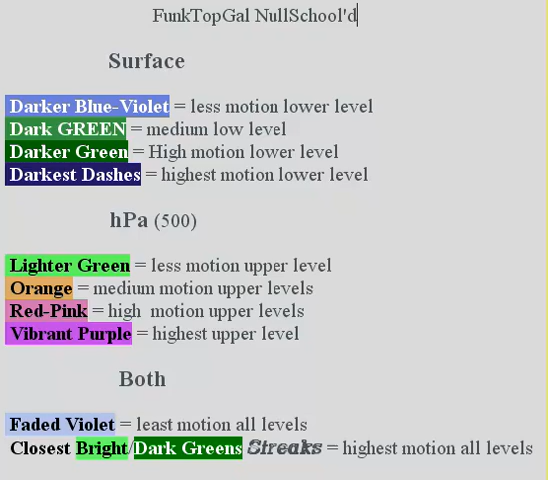 FunkTopGal NullSchool'd
Surface
Darker Blue-Violet = less motion lower level
Dark GREEN = medium low level
Darker Green = High motion lower level
Darkest Dashes = highest motion lower level
hPa (500)
Lighter Green = less motion upper level
Orange = medium motion upper levels
Red-Pink = high motion upper levels
Vibrant Purple = highest upper level
Both
Faded Violet = least motion all levels
Closest Bright/Dark Greens Streaks = highest motion all levels